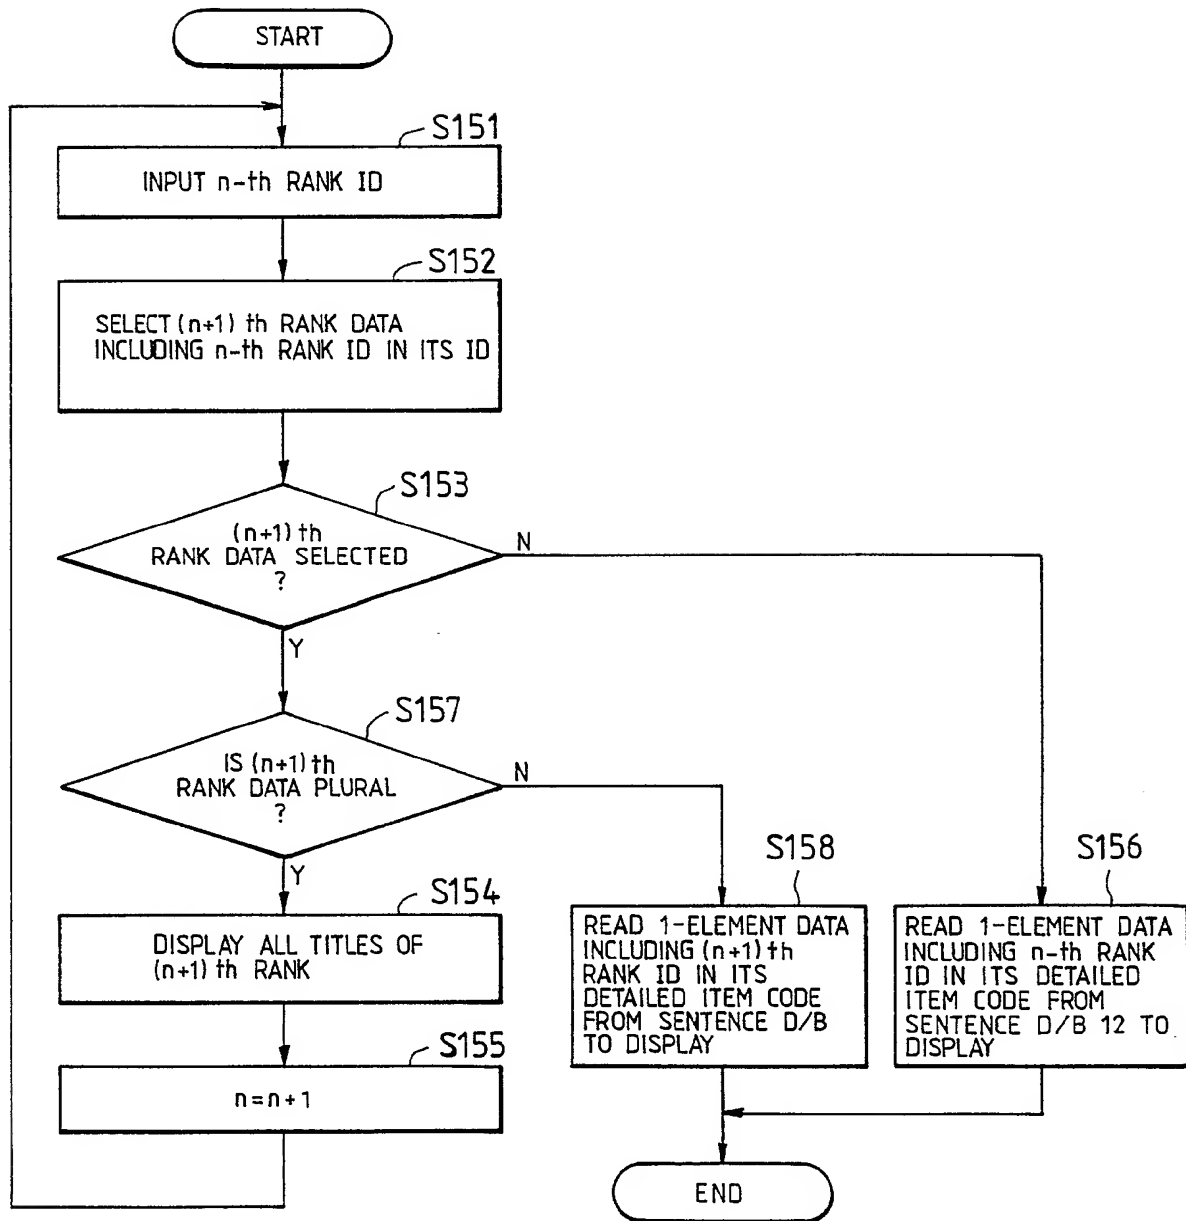 START
S151
INPUT n-th RANK ID
S152
SELECT (n+1) th RANK DATA
INCLUDING n-th RANK ID IN ITS ID
S153
(n+1) th
RANK DATA SELECTED
?
N
Y
S157
IS (n+1) th
RANK DATA PLURAL
?
N
Y
S154
DISPLAY ALL TITLES OF
(n+1) th RANK
S155
n=n+1
S158
READ 1-ELEMENT DATA
INCLUDING (n+1) th
RANK ID IN ITS
DETAILED ITEM CODE
FROM SENTENCE D/B
TO DISPLAY
S156
READ 1-ELEMENT DATA
INCLUDING n-th RANK
ID IN ITS DETAILED
ITEM CODE FROM
SENTENCE D/B 12 TO
DISPLAY
END